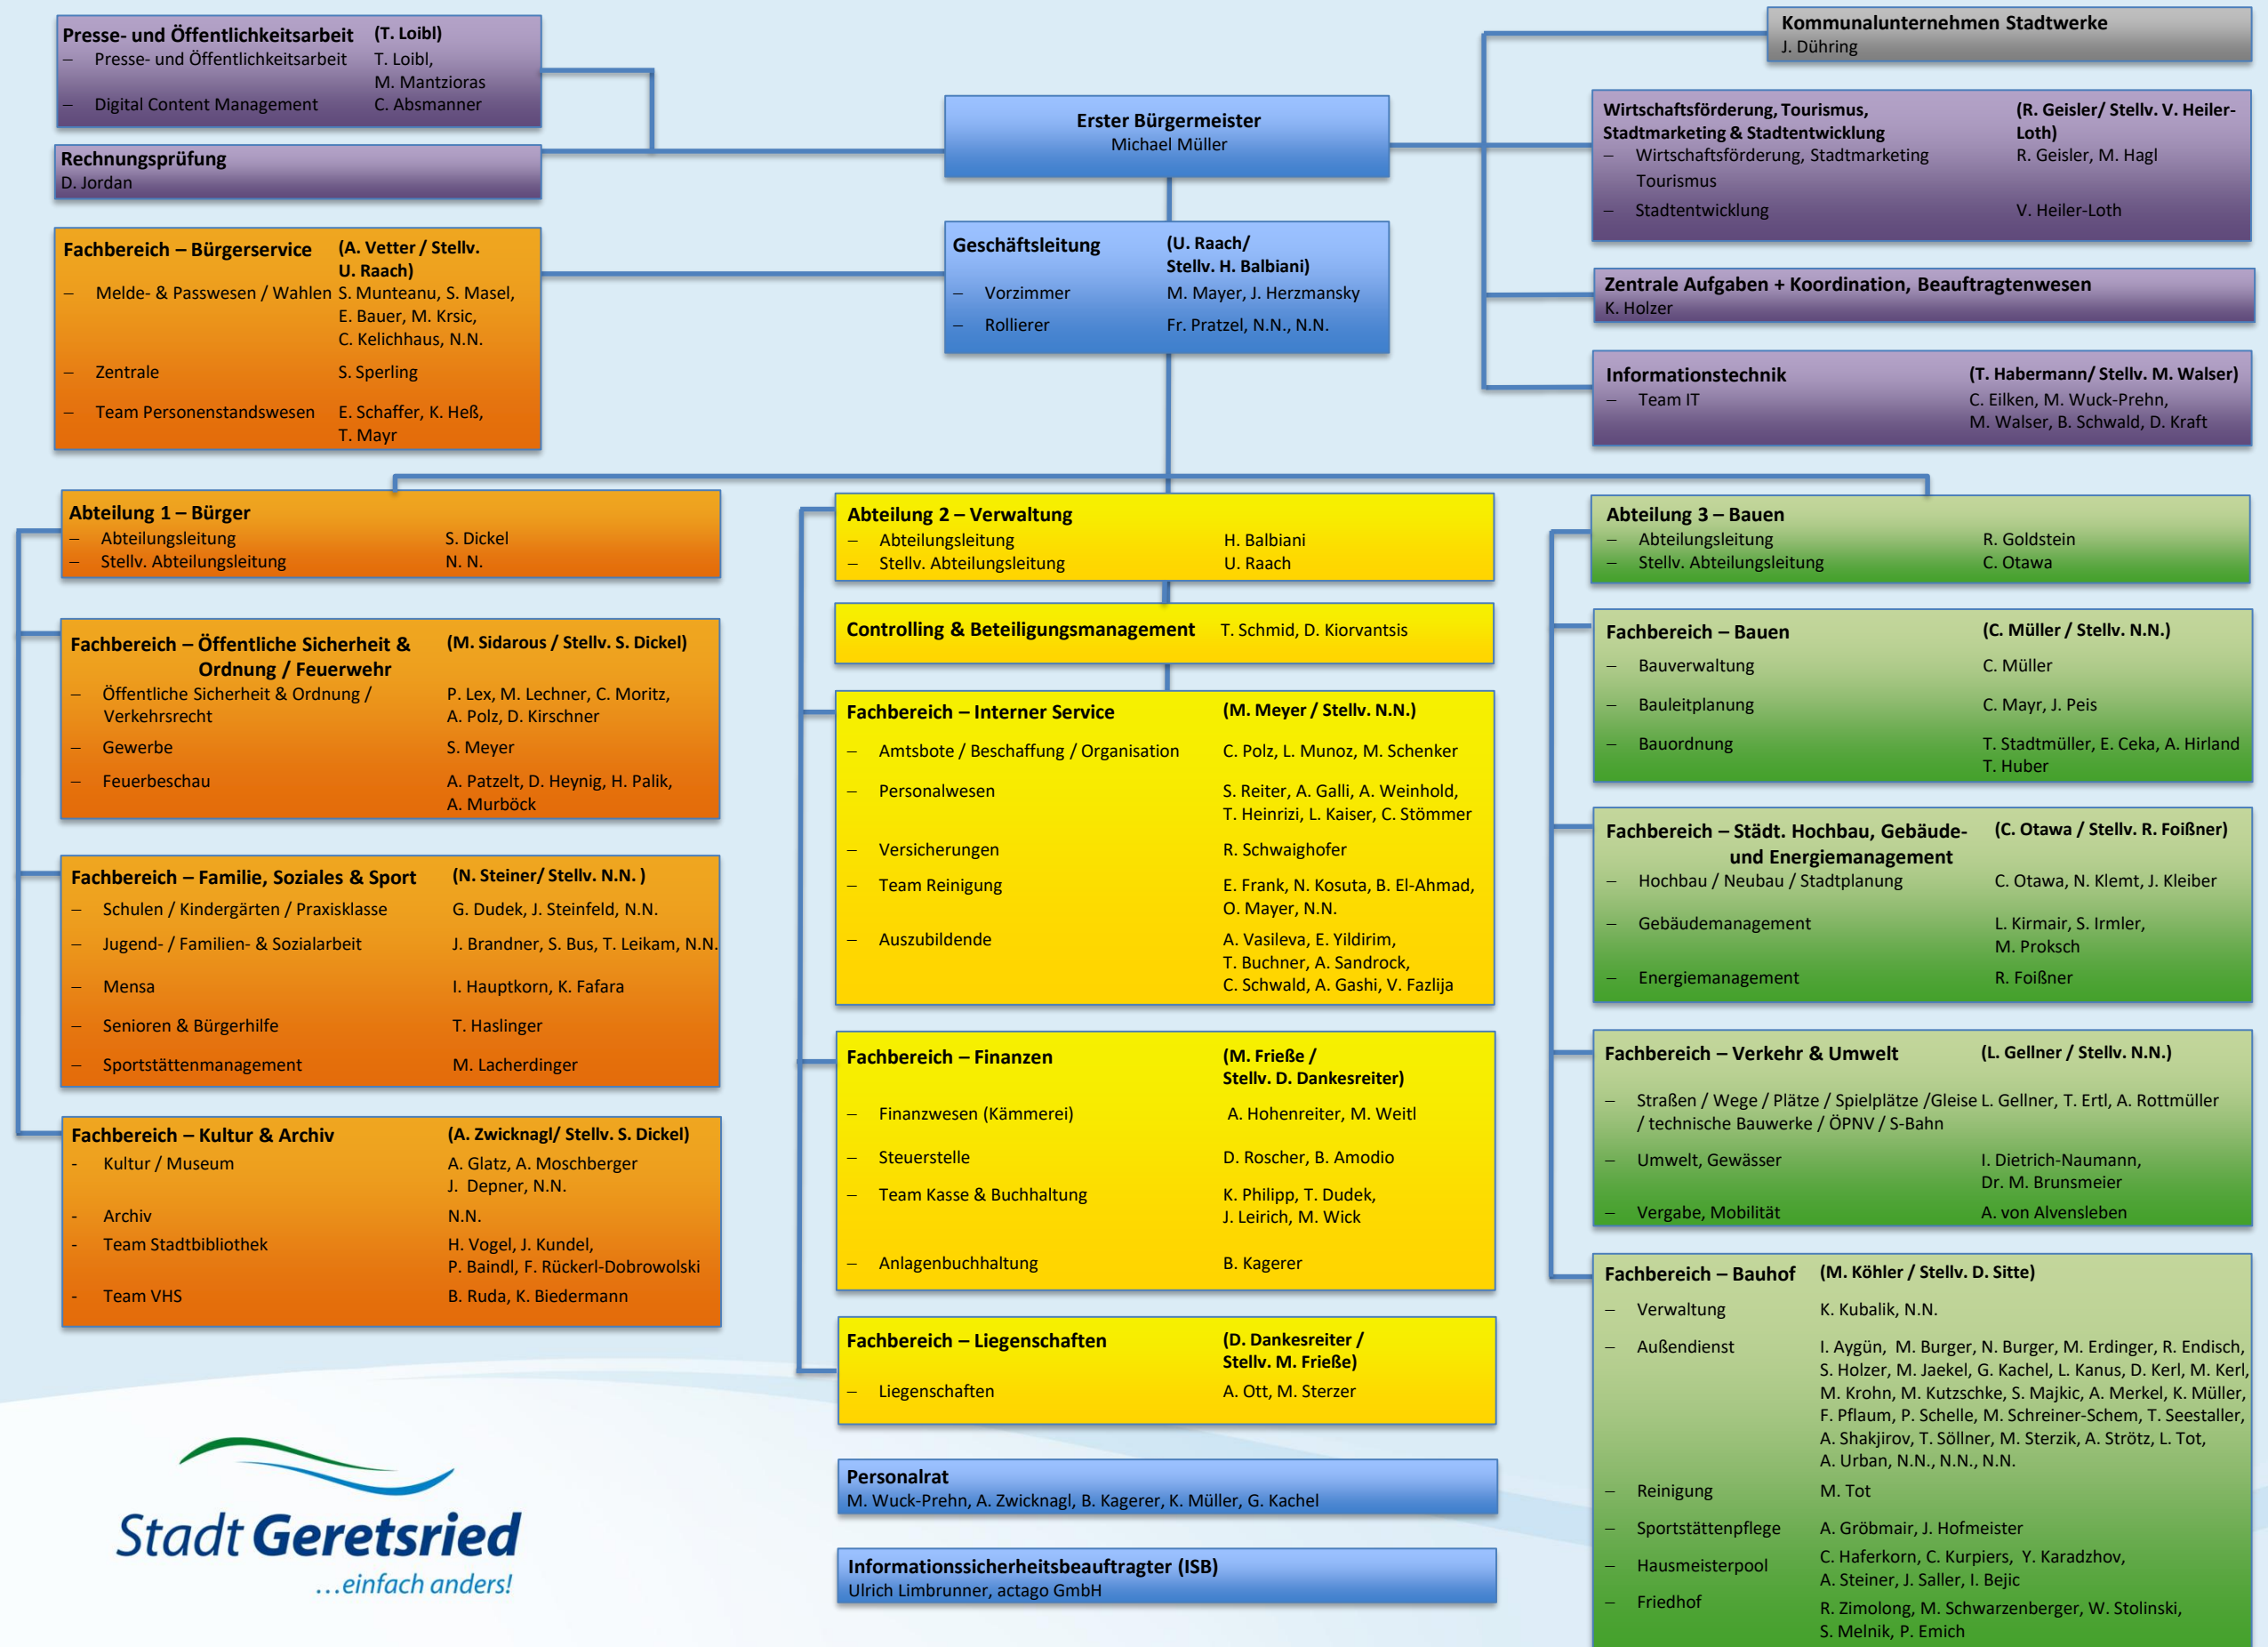 Presse- und Öffentlichkeitsarbeit (T. Loibl)
– Presse- und Öffentlichkeitsarbeit T. Loibl,
M. Mantzioras
– Digital Content Management C. Absmanner
Rechnungsprüfung
D. Jordan
Fachbereich – Bürgerservice (A. Vetter / Stellv.
U. Raach)
– Melde- & Passwesen / Wahlen S. Munteanu, S. Masel,
E. Bauer, M. Krsic,
C. Kelichhaus, N.N.
– Zentrale S. Sperling
– Team Personenstandswesen E. Schaffer, K. Heß,
T. Mayr
Erster Bürgermeister
Michael Müller
Geschäftsleitung (U. Raach/
Stellv. H. Balbiani)
– Vorzimmer M. Mayer, J. Herzmansky
– Rollierer Fr. Pratzel, N.N., N.N.
Kommunalunternehmen Stadtwerke
J. Dühring
Wirtschaftsförderung, Tourismus, (R. Geisler/ Stellv. V. Heiler-
Stadtmarketing & Stadtentwicklung Loth)
– Wirtschaftsförderung, Stadtmarketing R. Geisler, M. Hagl
Tourismus
– Stadtentwicklung V. Heiler-Loth
Zentrale Aufgaben + Koordination, Beauftragtenwesen
K. Holzer
Informationstechnik (T. Habermann/ Stellv. M. Walser)
– Team IT C. Eilken, M. Wuck-Prehn,
M. Walser, B. Schwald, D. Kraft
Abteilung 1 – Bürger
– Abteilungsleitung S. Dickel
– Stellv. Abteilungsleitung N. N.
Fachbereich – Öffentliche Sicherheit & (M. Sidarous / Stellv. S. Dickel)
Ordnung / Feuerwehr
– Öffentliche Sicherheit & Ordnung / P. Lex, M. Lechner, C. Moritz,
Verkehrsrecht A. Polz, D. Kirschner
– Gewerbe S. Meyer
– Feuerbeschau A. Patzelt, D. Heynig, H. Palik,
A. Murböck
Fachbereich – Familie, Soziales & Sport (N. Steiner/ Stellv. N.N. )
– Schulen / Kindergärten / Praxisklasse G. Dudek, J. Steinfeld, N.N.
– Jugend- / Familien- & Sozialarbeit J. Brandner, S. Bus, T. Leikam, N.N.
– Mensa I. Hauptkorn, K. Fafara
– Senioren & Bürgerhilfe T. Haslinger
– Sportstättenmanagement M. Lacherdinger
Fachbereich – Kultur & Archiv (A. Zwicknagl/ Stellv. S. Dickel)
- Kultur / Museum A. Glatz, A. Moschberger
J. Depner, N.N.
- Archiv N.N.
- Team Stadtbibliothek H. Vogel, J. Kundel,
P. Baindl, F. Rückerl-Dobrowolski
- Team VHS B. Ruda, K. Biedermann
Abteilung 2 – Verwaltung
– Abteilungsleitung H. Balbiani
– Stellv. Abteilungsleitung U. Raach
Controlling & Beteiligungsmanagement T. Schmid, D. Kiorvantsis
Fachbereich – Interner Service (M. Meyer / Stellv. N.N.)
– Amtsbote / Beschaffung / Organisation C. Polz, L. Munoz, M. Schenker
– Personalwesen S. Reiter, A. Galli, A. Weinhold,
T. Heinrizi, L. Kaiser, C. Stömmer
– Versicherungen R. Schwaighofer
– Team Reinigung E. Frank, N. Kosuta, B. El-Ahmad,
O. Mayer, N.N.
– Auszubildende A. Vasileva, E. Yildirim,
T. Buchner, A. Sandrock,
C. Schwald, A. Gashi, V. Fazlija
Fachbereich – Finanzen (M. Frieße /
Stellv. D. Dankesreiter)
– Finanzwesen (Kämmerei) A. Hohenreiter, M. Weitl
– Steuerstelle D. Roscher, B. Amodio
– Team Kasse & Buchhaltung K. Philipp, T. Dudek,
J. Leirich, M. Wick
– Anlagenbuchhaltung B. Kagerer
Fachbereich – Liegenschaften (D. Dankesreiter /
Stellv. M. Frieße)
– Liegenschaften A. Ott, M. Sterzer
Personalrat
M. Wuck-Prehn, A. Zwicknagl, B. Kagerer, K. Müller, G. Kachel
Informationssicherheitsbeauftragter (ISB)
Ulrich Limbrunner, actago GmbH
Abteilung 3 – Bauen
– Abteilungsleitung R. Goldstein
– Stellv. Abteilungsleitung C. Otawa
Fachbereich – Bauen (C. Müller / Stellv. N.N.)
– Bauverwaltung C. Müller
– Bauleitplanung C. Mayr, J. Peis
– Bauordnung T. Stadtmüller, E. Ceka, A. Hirland
T. Huber
Fachbereich – Städt. Hochbau, Gebäude- (C. Otawa / Stellv. R. Foißner)
und Energiemanagement
– Hochbau / Neubau / Stadtplanung C. Otawa, N. Klemt, J. Kleiber
– Gebäudemanagement L. Kirmair, S. Irmler,
M. Proksch
– Energiemanagement R. Foißner
Fachbereich – Verkehr & Umwelt (L. Gellner / Stellv. N.N.)
– Straßen / Wege / Plätze / Spielplätze /Gleise L. Gellner, T. Ertl, A. Rottmüller
/ technische Bauwerke / ÖPNV / S-Bahn
– Umwelt, Gewässer I. Dietrich-Naumann,
Dr. M. Brunsmeier
– Vergabe, Mobilität A. von Alvensleben
Fachbereich – Bauhof (M. Köhler / Stellv. D. Sitte)
– Verwaltung K. Kubalik, N.N.
– Außendienst I. Aygün, M. Burger, N. Burger, M. Erdinger, R. Endisch,
S. Holzer, M. Jaekel, G. Kachel, L. Kanus, D. Kerl, M. Kerl,
M. Krohn, M. Kutzschke, S. Majkic, A. Merkel, K. Müller,
F. Pflaum, P. Schelle, M. Schreiner-Schem, T. Seestaller,
A. Shakjirov, T. Söllner, M. Sterzik, A. Strötz, L. Tot,
A. Urban, N.N., N.N., N.N.
– Reinigung M. Tot
– Sportstättenpflege A. Gröbmair, J. Hofmeister
– Hausmeisterpool C. Haferkorn, C. Kurpiers, Y. Karadzhov,
A. Steiner, J. Saller, I. Bejic
– Friedhof R. Zimolong, M. Schwarzenberger, W. Stolinski,
S. Melnik, P. Emich
Stadt Geretsried
...einfach anders!